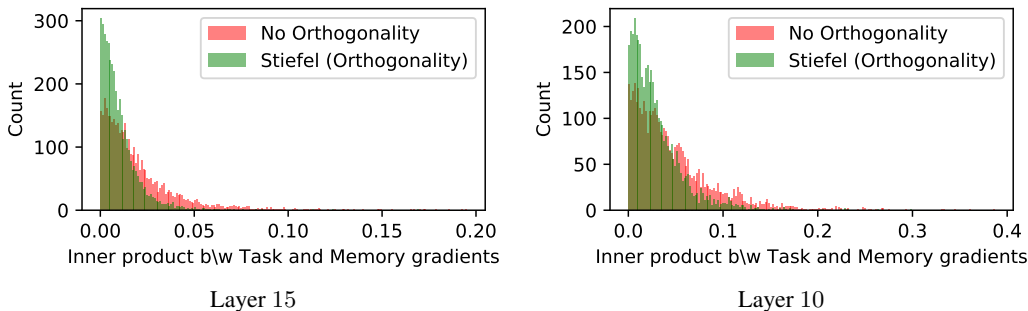 300
200
100
0
Count
No Orthogonality
Stiefel (Orthogonality)
0.00 0.05 0.10 0.15 0.20
Inner product b\w Task and Memory gradients
Layer 15
200
150
100
50
0
Count
No Orthogonality
Stiefel (Orthogonality)
0.0 0.1 0.2 0.3 0.4
Inner product b\w Task and Memory gradients
Layer 10